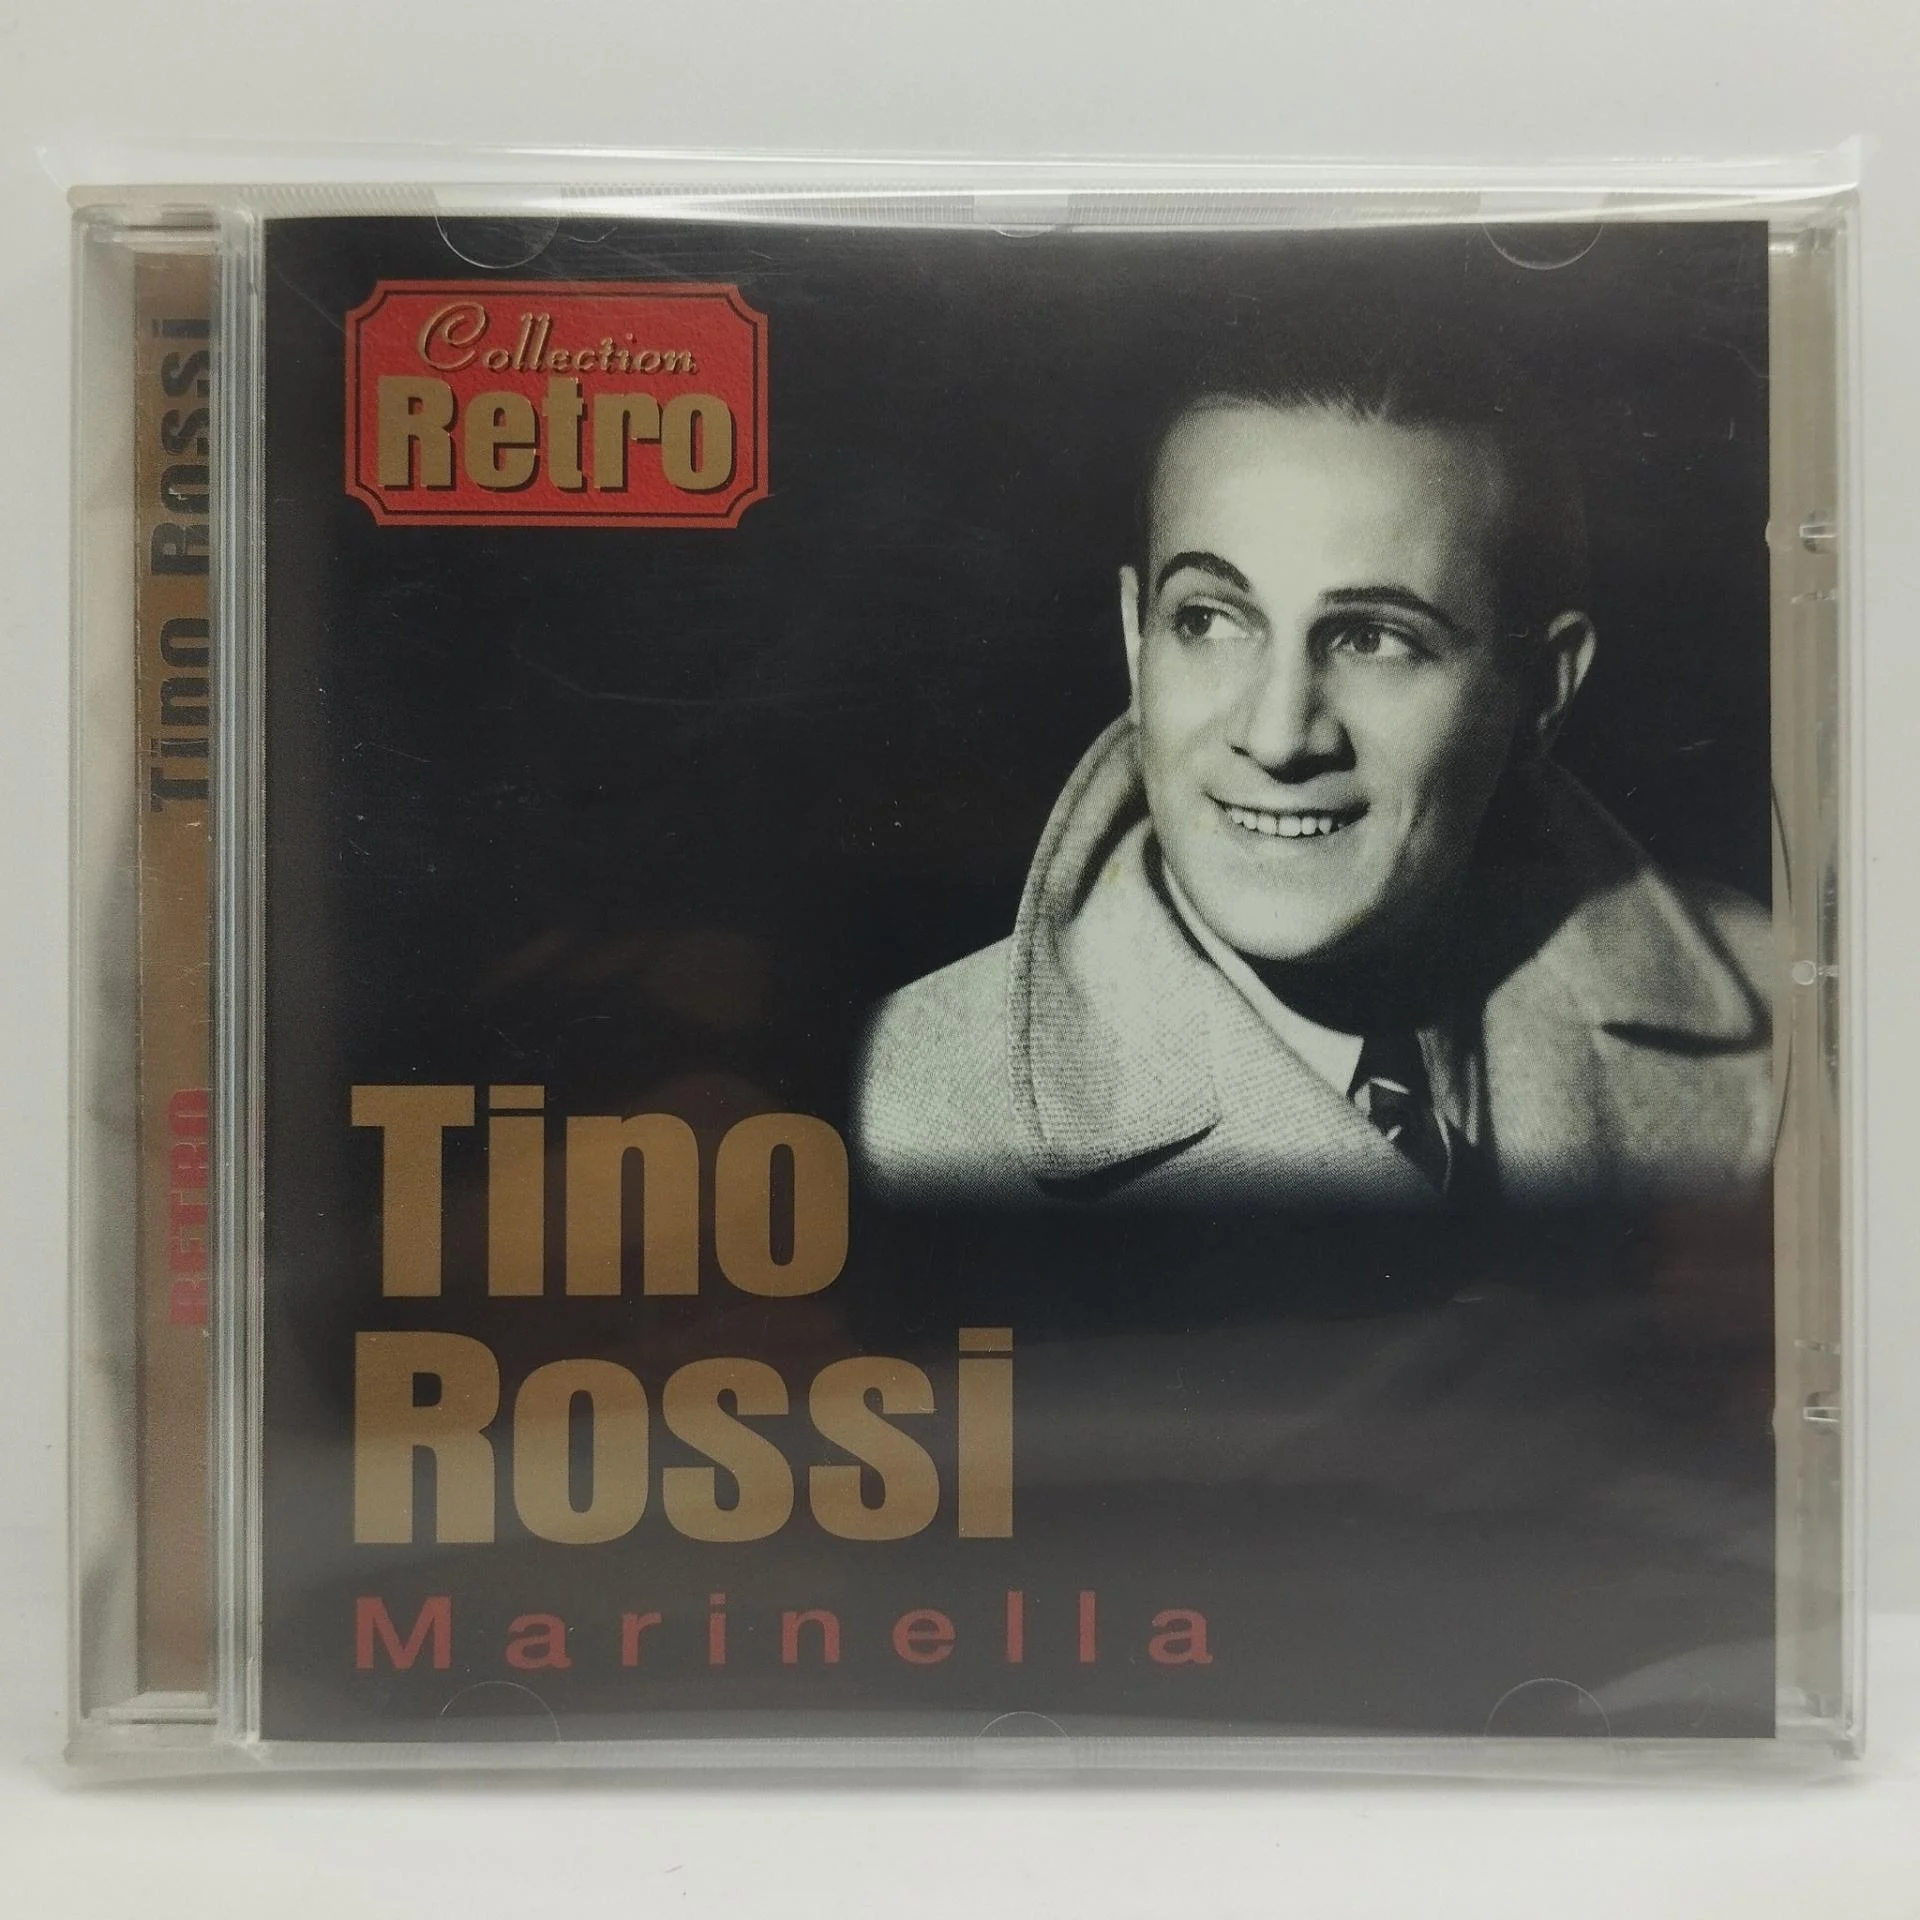 Collection
Retro
Tino
Rossi
Marinella
Tino Rossi
RETRO